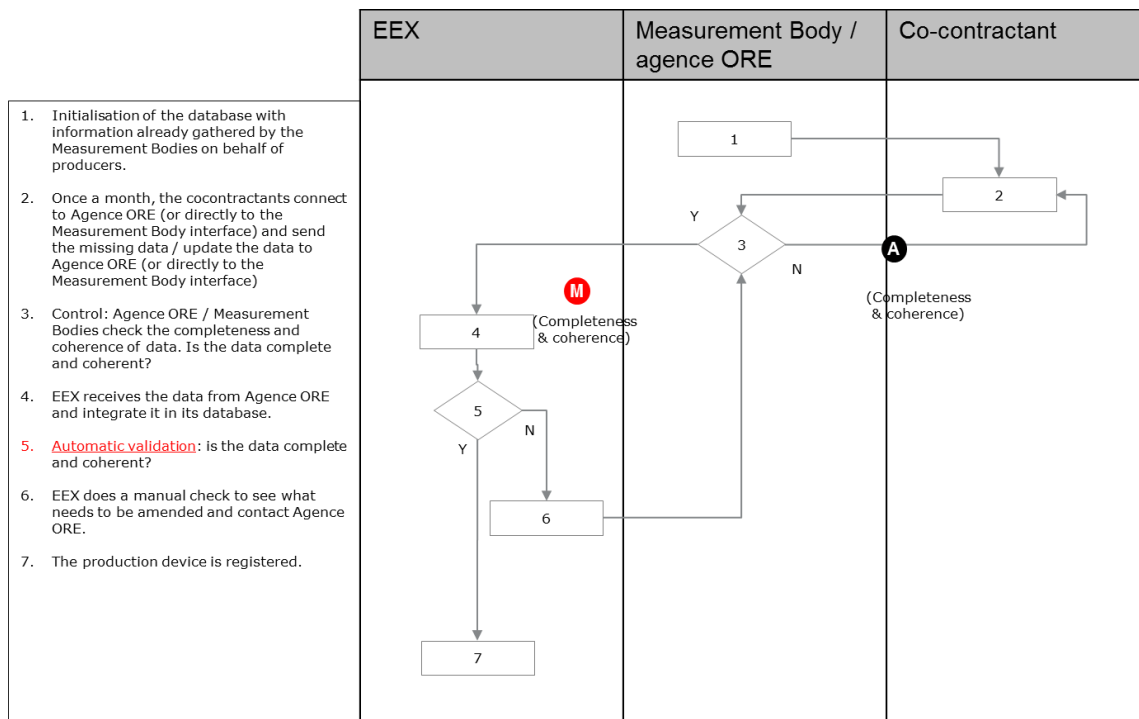 EEX
Measurement Body /
agence ORE
Co-contractant
1. Initialisation of the database with
information already gathered by the
Measurement Bodies on behalf of
producers.
2. Once a month, the cocontractants connect
to Agence ORE (or directly to the
Measurement Body interface) and send
the missing data / update the data to
Agence ORE (or directly to the
Measurement Body interface)
3. Control: Agence ORE / Measurement
Bodies check the completeness and
coherence of data. Is the data complete
and coherent?
4. EEX receives the data from Agence ORE
and integrate it in its database.
5. Automatic validation: is the data complete
and coherent?
6. EEX does a manual check to see what
needs to be amended and contact Agence
ORE.
7. The production device is registered.
1
2
Y
3
N
A
(Completeness
& coherence)
M
(Completeness
& coherence)
4
5
N
Y
6
7